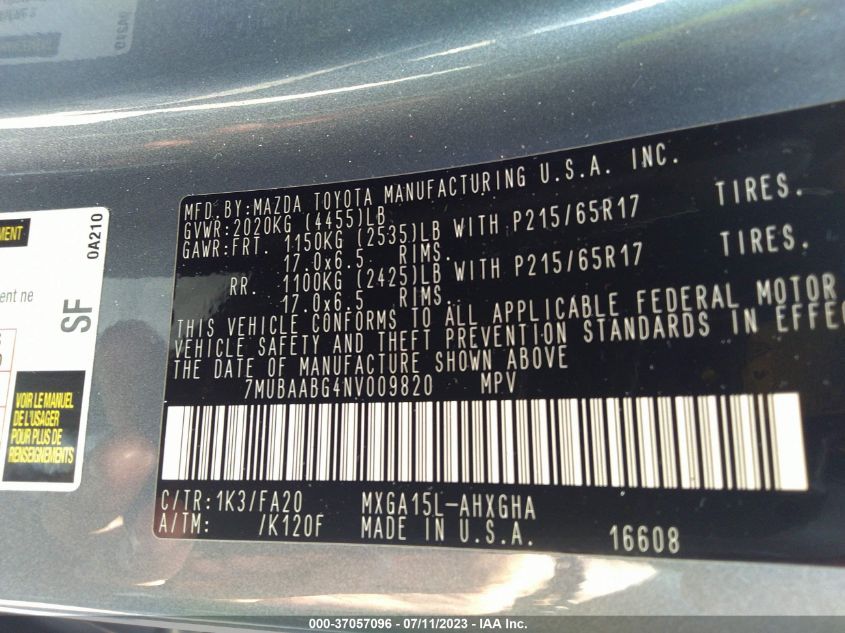 MFD.BY:MAZDA TOYOTA MANUFACTURING U.S.A. INC.
GVWR:2020KG (4455)LB
GAWR:FRT. 1150KG (2535)LB WITH P215/65R17 TIRES.
17.0x6.5 RIMS.
RR. 1100KG (2425)LB WITH P215/65R17 TIRES.
17.0x6.5 RIMS.
THIS VEHICLE CONFORMS TO ALL APPLICABLE FEDERAL MOTOR
VEHICLE SAFETY AND THEFT PREVENTION STANDARDS IN EFFE
THE DATE OF MANUFACTURE SHOWN ABOVE
7MUBAABG4NV009820 MPV
C/TR:1K3/FA20 MXGA15L-AHXGHA
A/TM: /K120F MADE IN U.S.A. 16608
0A210
SF
EMENT
ent ne
VOIR LE MANUEL
DE L'USAGER
POUR PLUS DE
RENSEIGNEMENTS
000-37057096 - 07/11/2023 - IAA Inc.